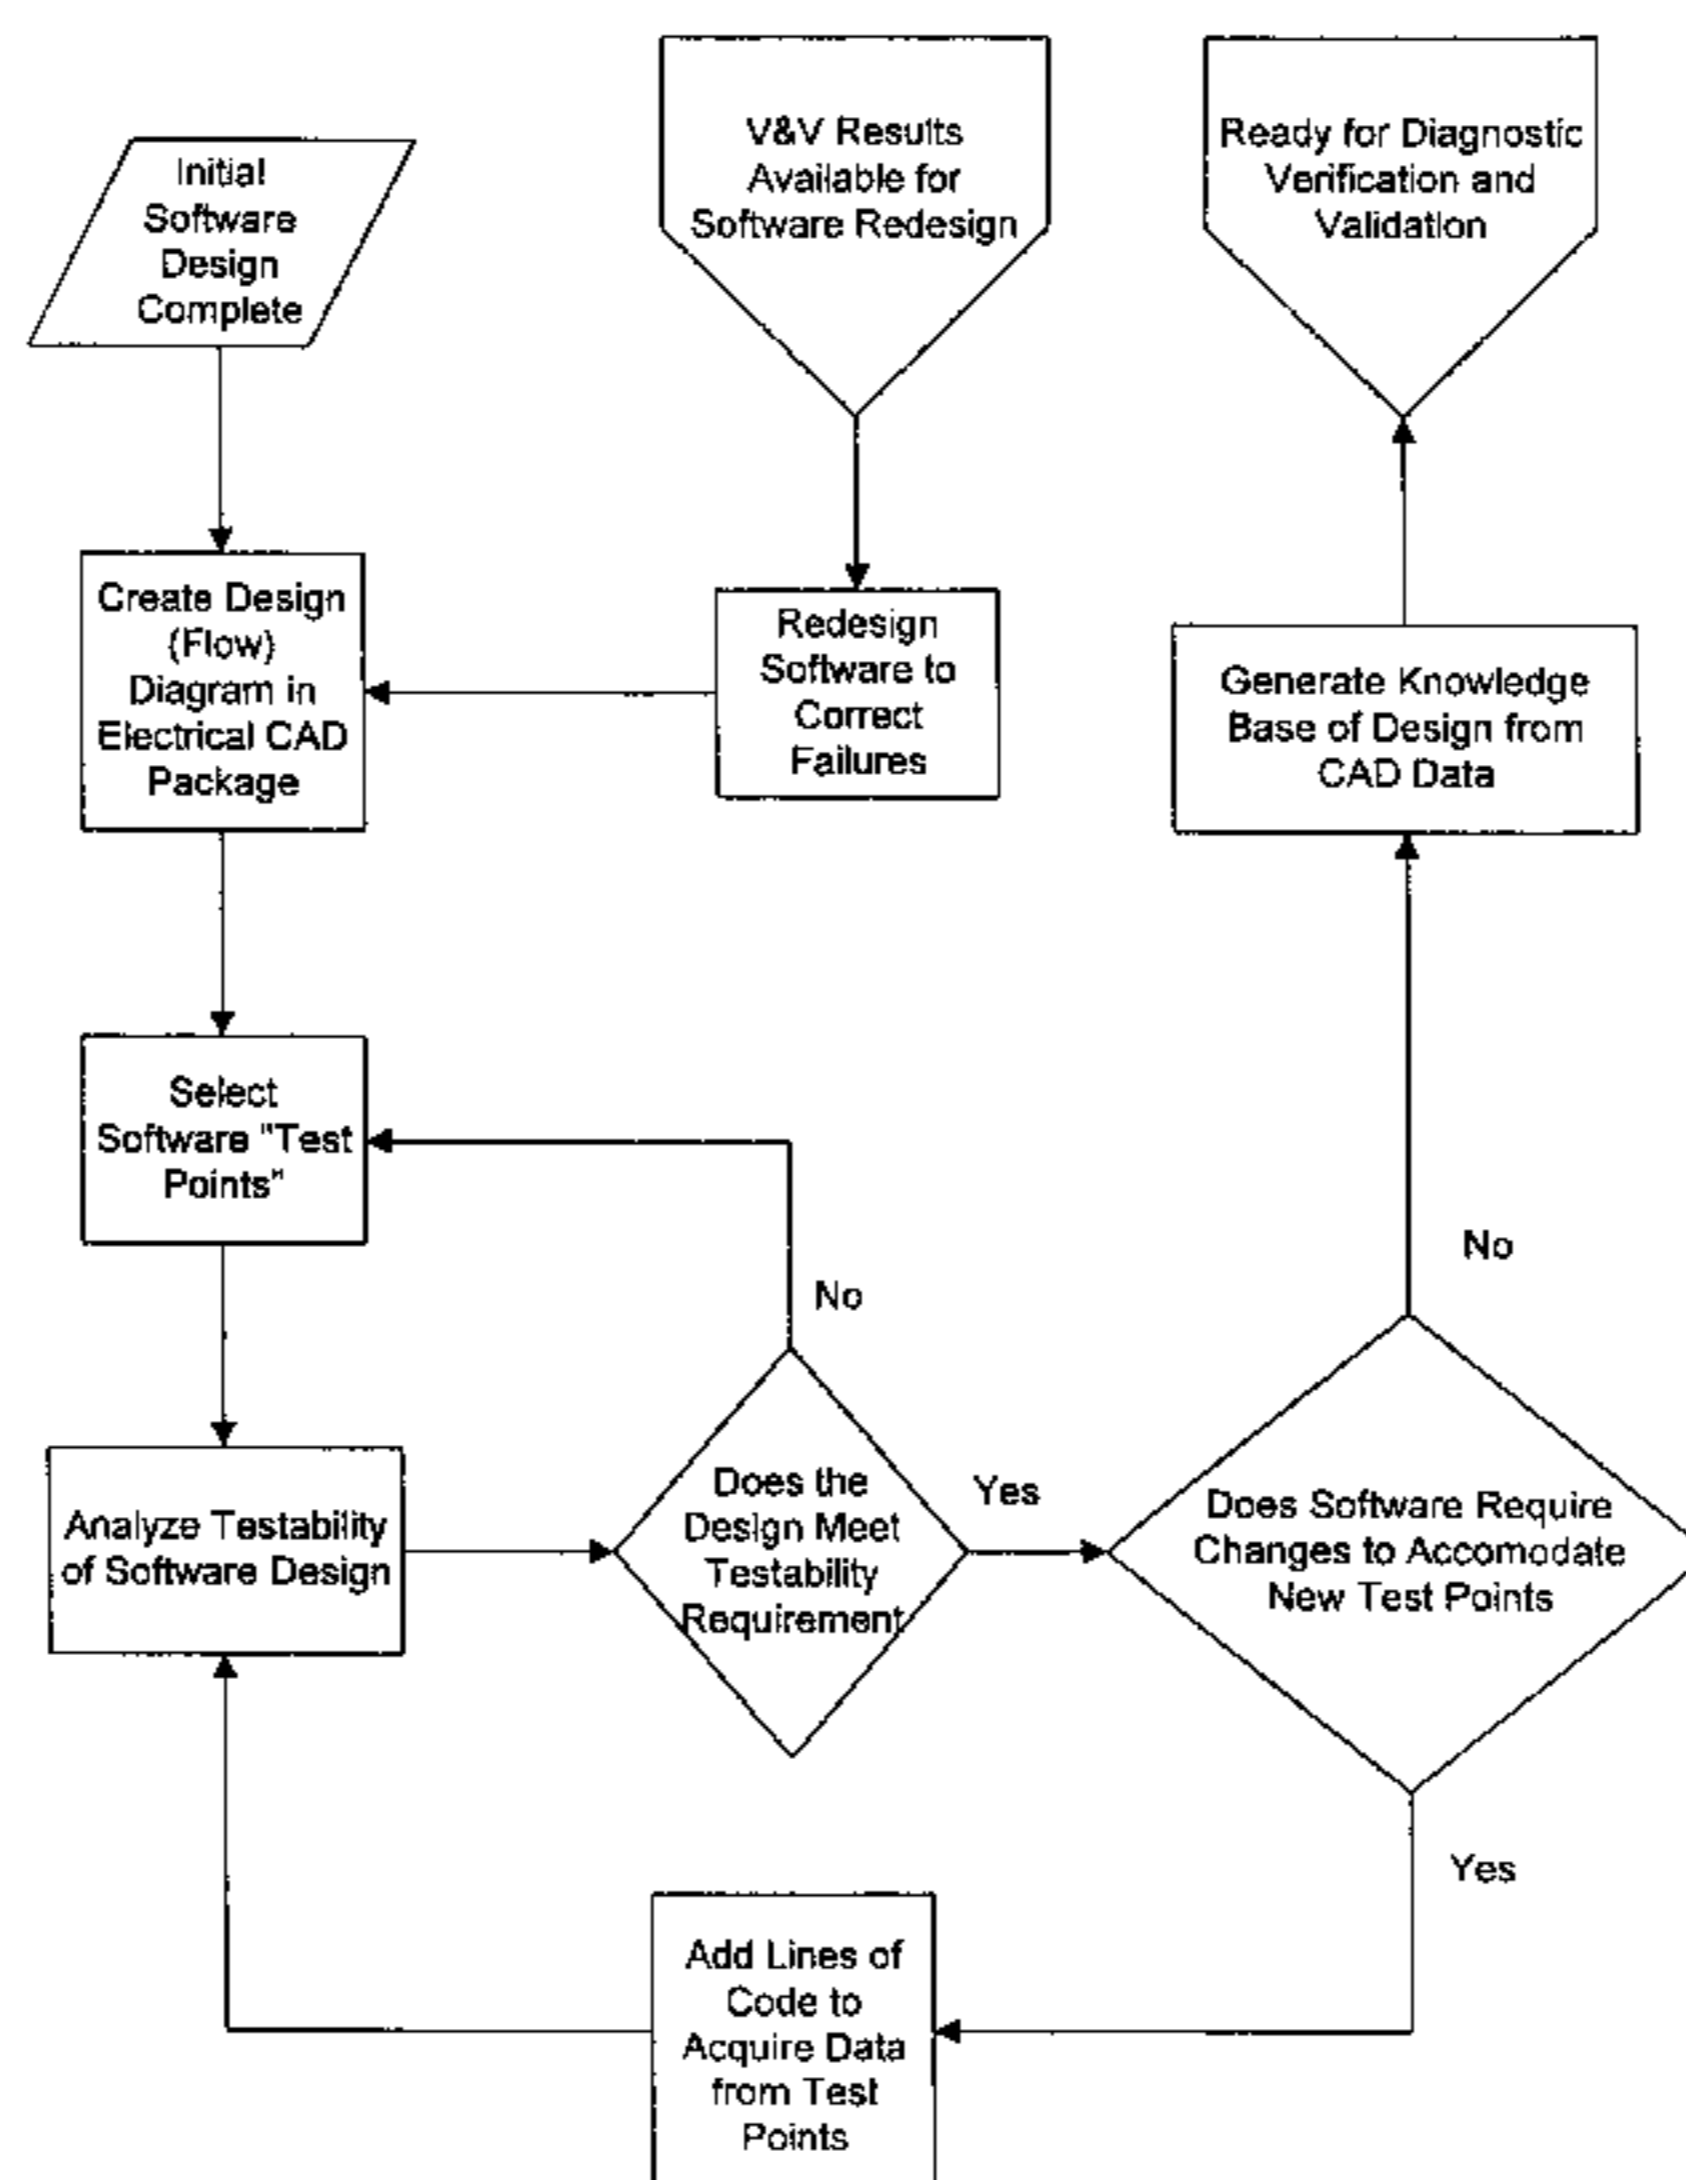 Initial
Software
Design
Complete
V&V Results
Available for
Software Redesign
Ready for Diagnostic
Verification and
Validation
Create Design
(Flow)
Diagram in
Electrical CAD
Package
Redesign
Software to
Correct
Failures
Generate Knowledge
Base of Design from
CAD Data
Select
Software "Test
Points"
No
No
Analyze Testability
of Software Design
Does the
Design Meet
Testability
Requirement
Yes
Does Software Require
Changes to Accomodate
New Test Points
Yes
Add Lines of
Code to
Acquire Data
from Test
Points